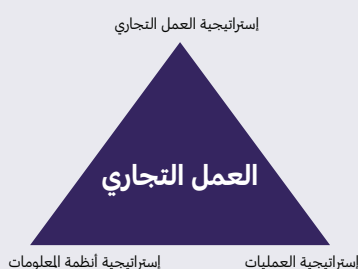 إستراتيجية العمل التجاري
العمل التجاري
إستراتيجية العمليات
إستراتيجية أنظمة المعلومات